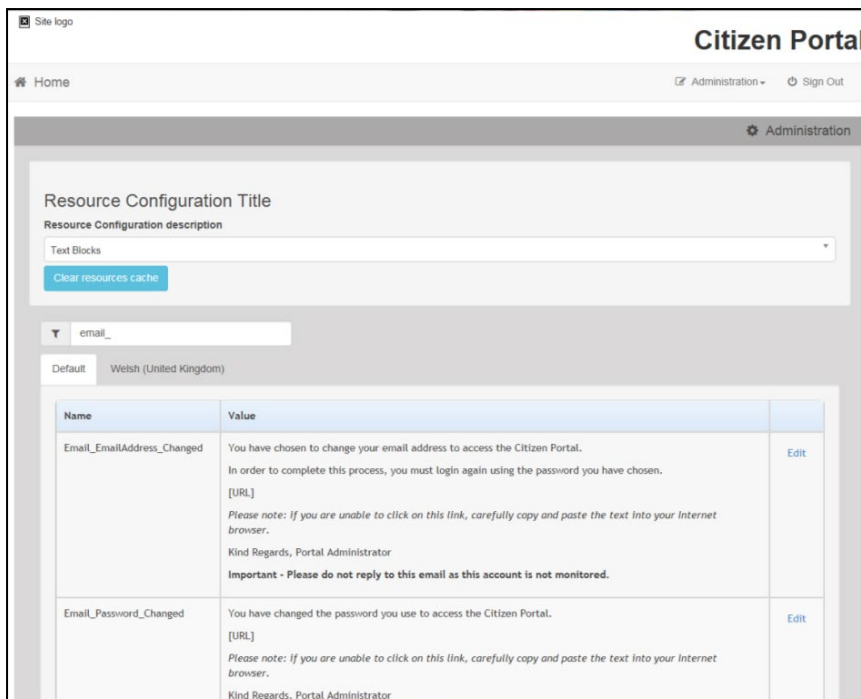 Site logo
Citizen Portal
Home
Administration
Sign Out
Administration
Resource Configuration Title
Resource Configuration description
Text Blocks
Clear resources cache
email_
Default Welsh (United Kingdom)
Name Value
Email_EmailAddress_Changed You have chosen to change your email address to access the Citizen Portal. Edit
In order to complete this process, you must login again using the password you have chosen.
[URL]
Please note: if you are unable to click on this link, carefully copy and paste the text into your Internet
browser.
Kind Regards, Portal Administrator
Important - Please do not reply to this email as this account is not monitored.
Email_Password_Changed You have changed the password you use to access the Citizen Portal. Edit
[URL]
Please note: if you are unable to click on this link, carefully copy and paste the text into your Internet
browser.
Kind Regards, Portal Administrator